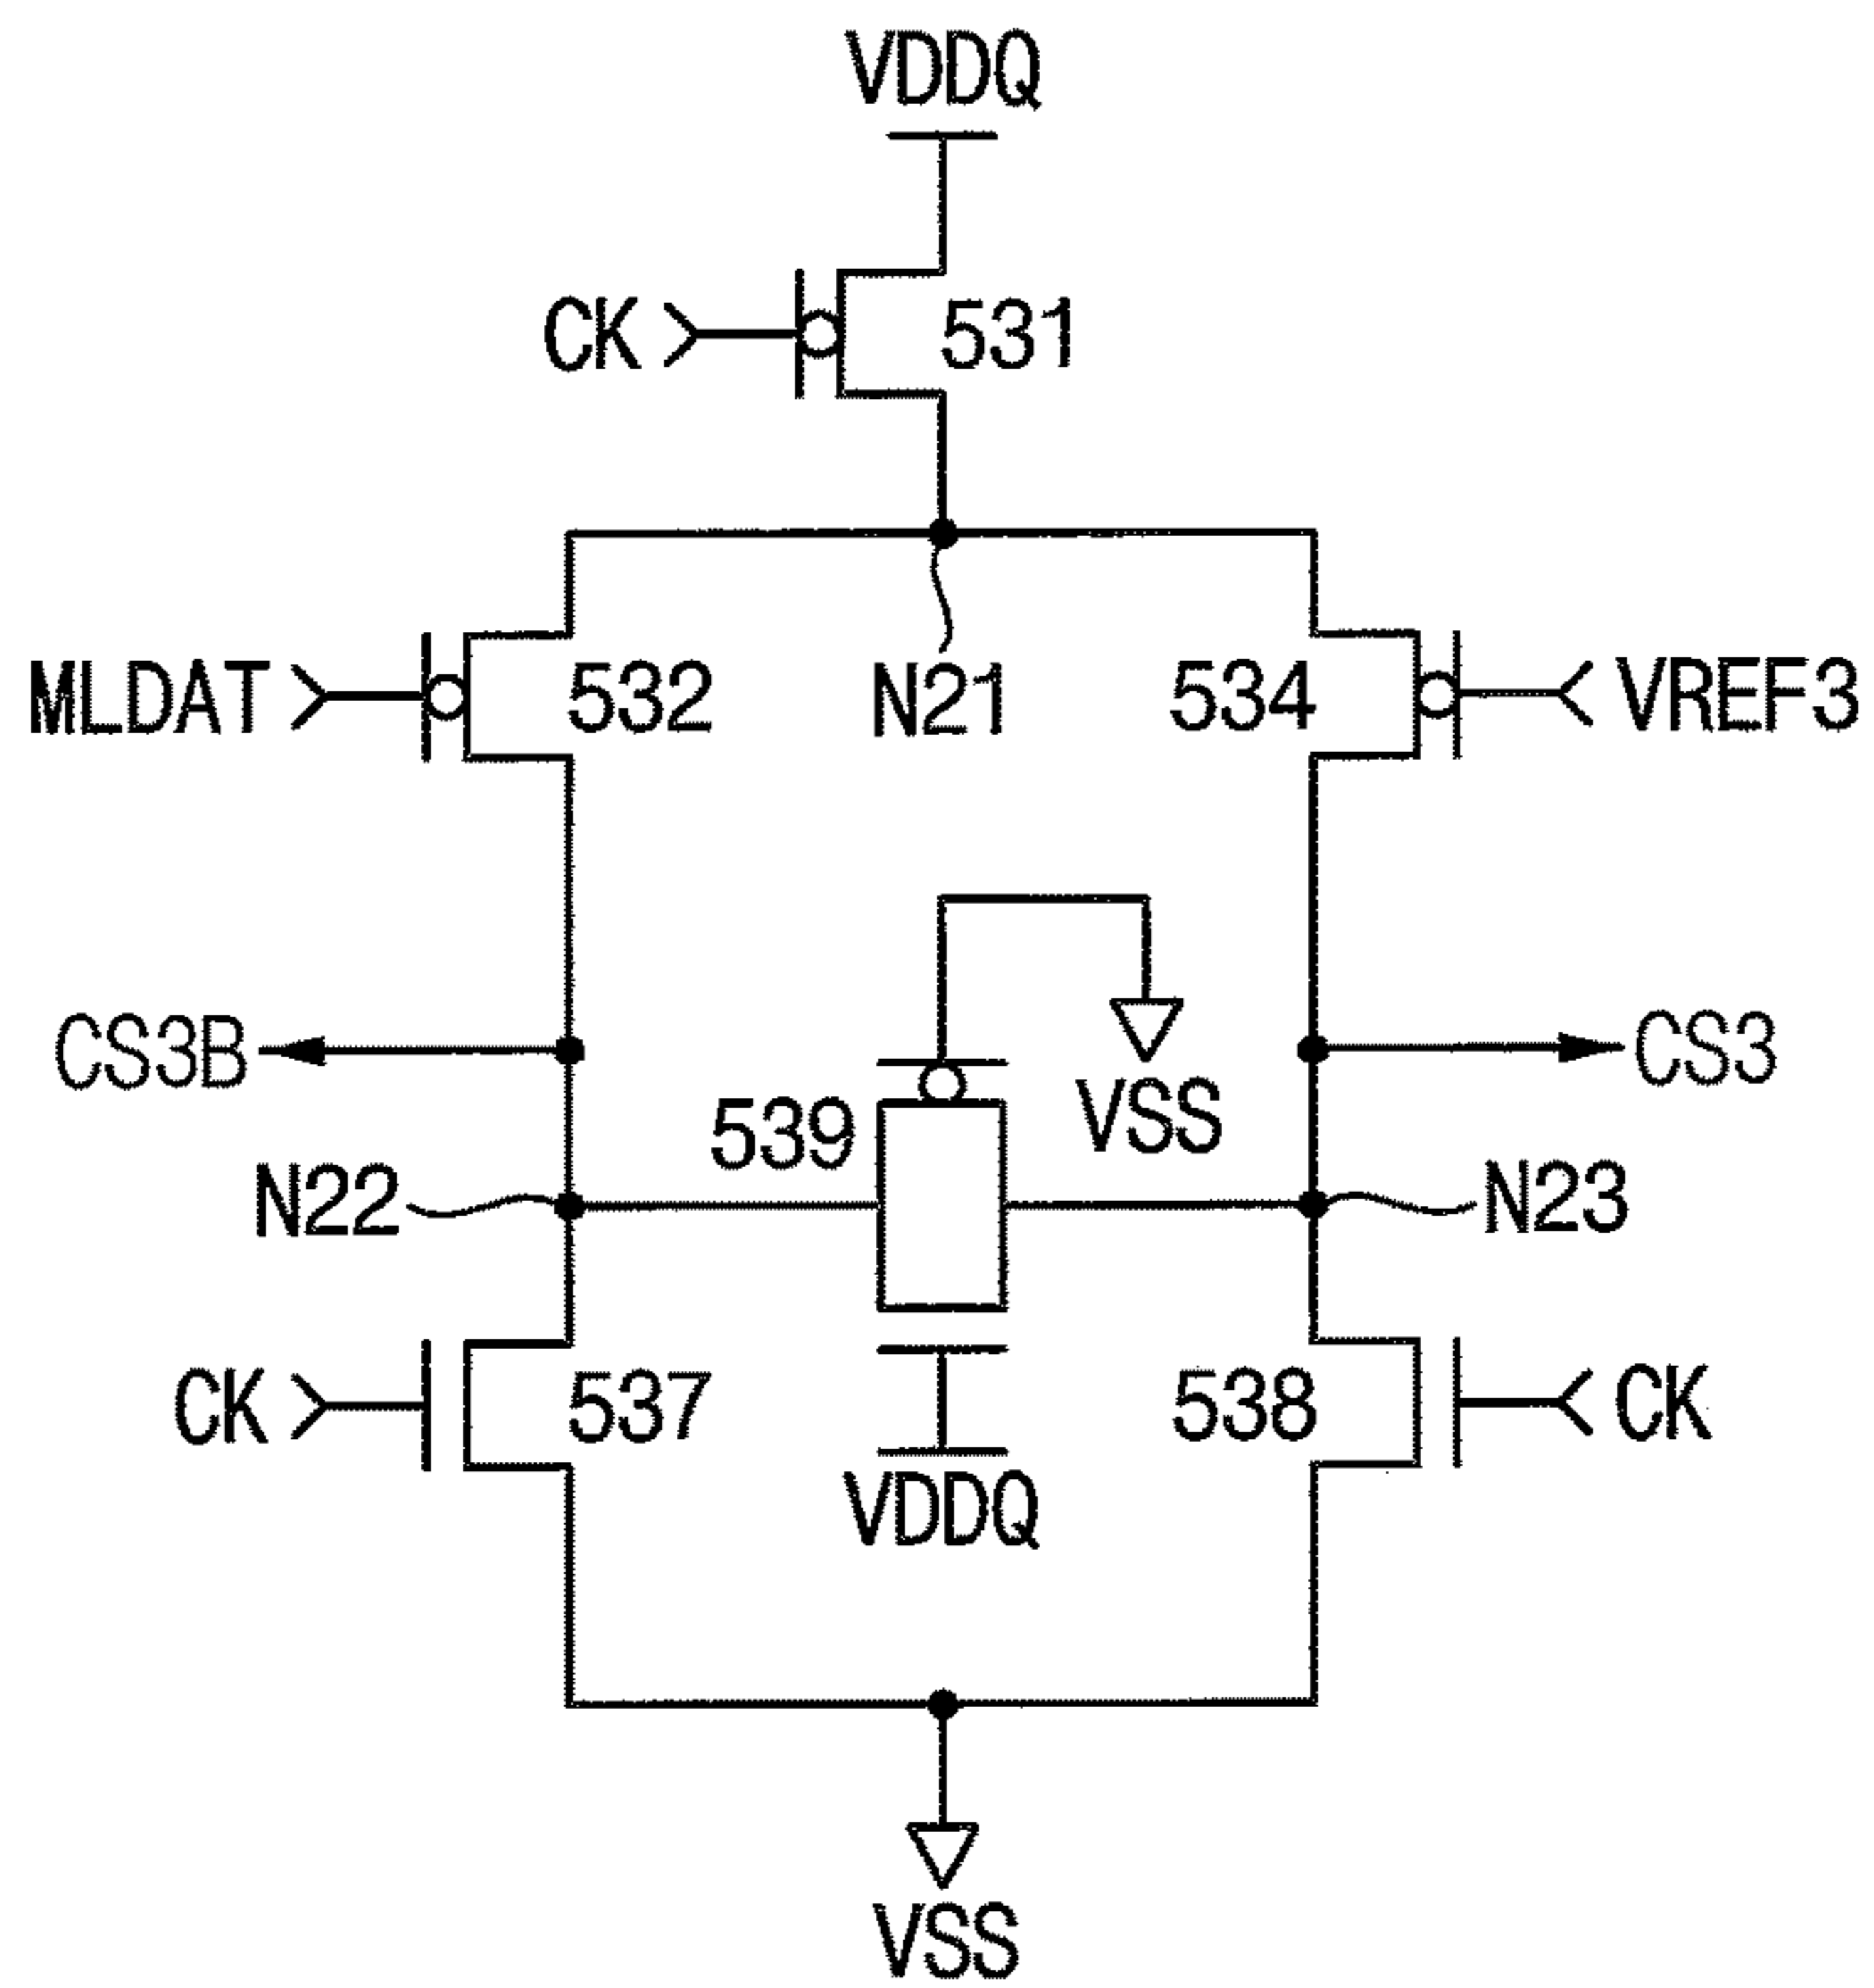 VDDQ
CK 531
MLDAT 532 N21 534 VREF3
CS3B CS3
539 VSS
N22 N23
CK 537 538 CK
VDDQ
VSS